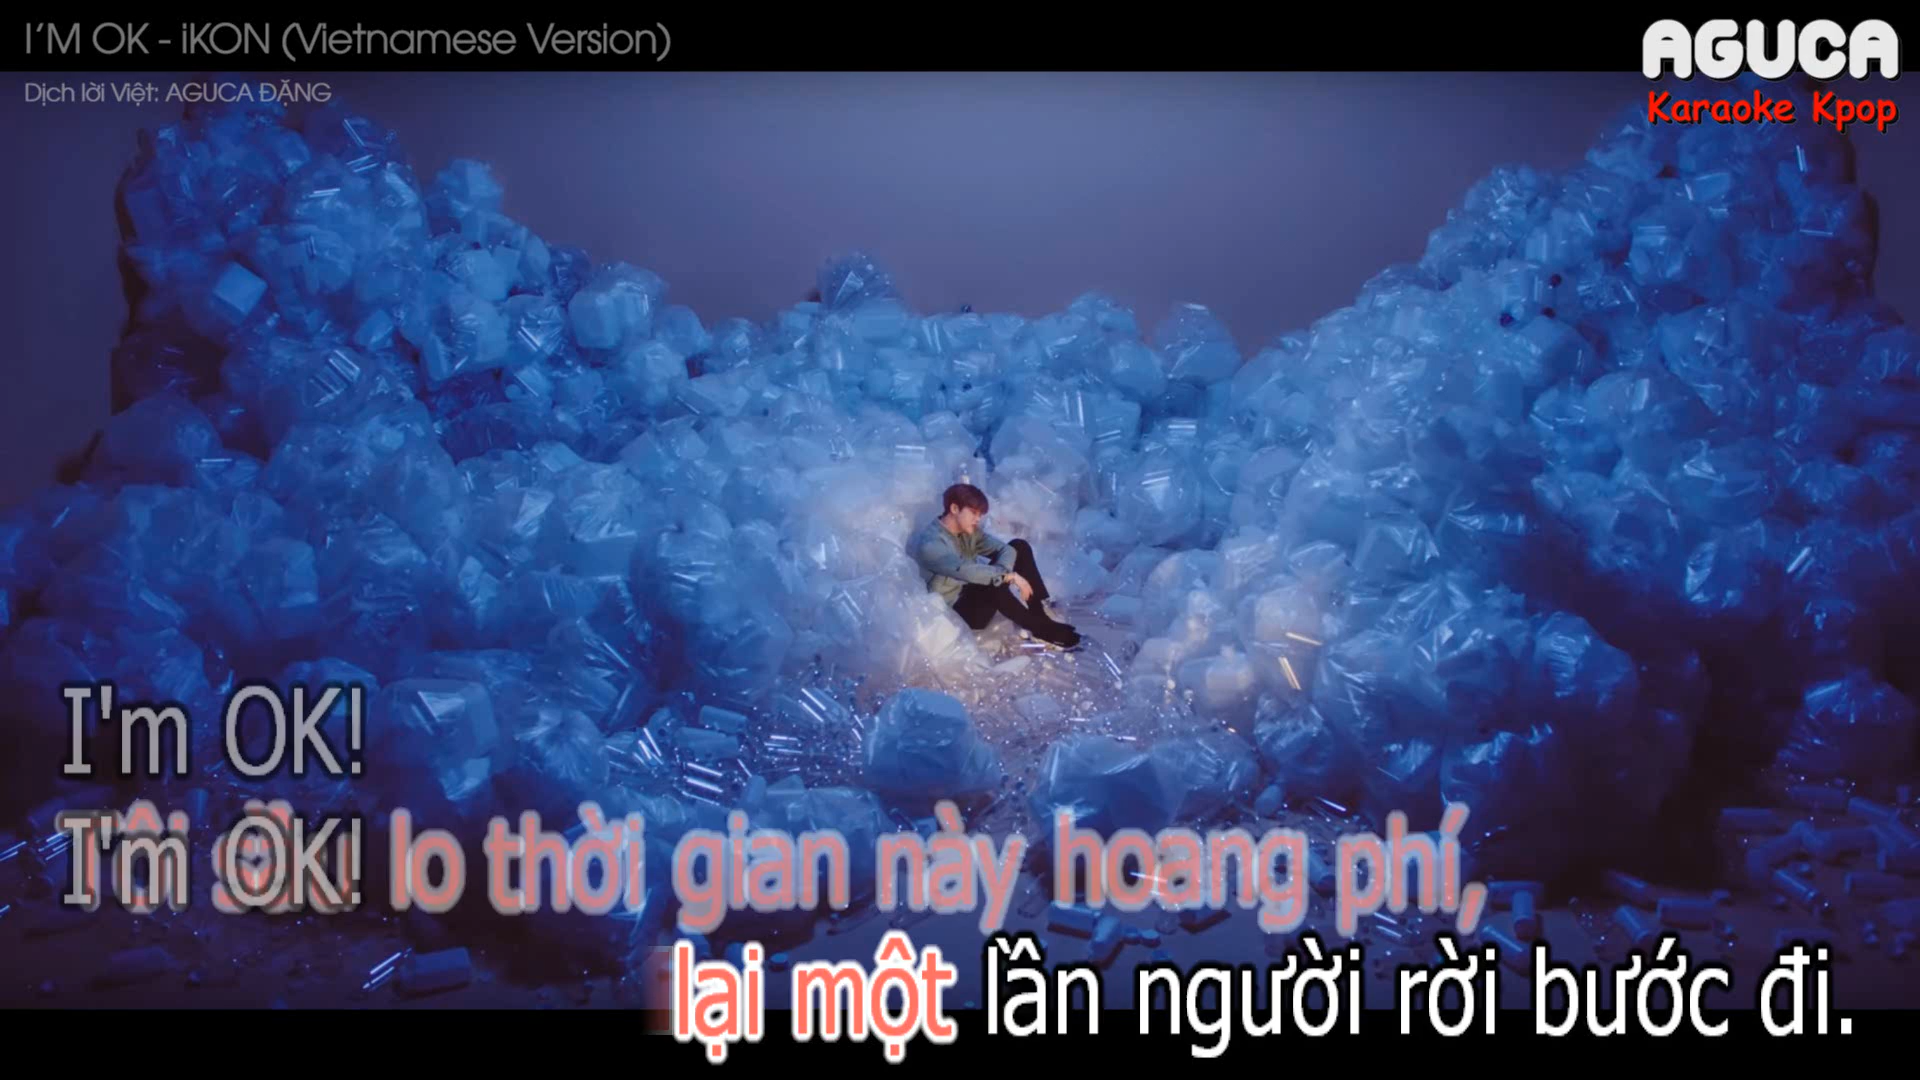 I'M OK - iKON (Vietnamese Version)
Dịch lời Việt: AGUCA ĐẶNG
AGUCA
Karaoke Kpop
I'm OK!
I'm OK!
lo thời gian này hoang phí,
lại một lần người rời bước đi.